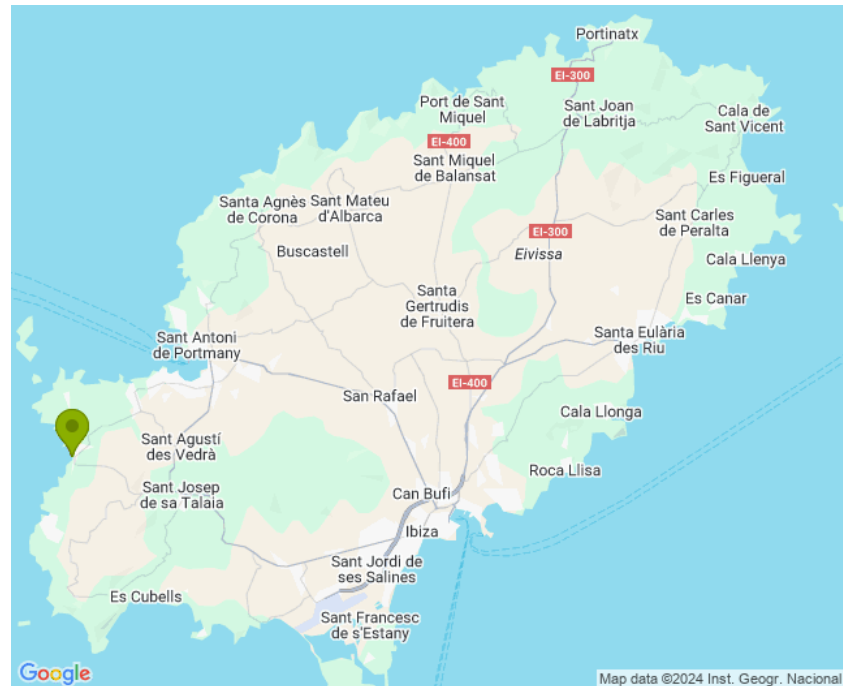 Portinatx
EI-300
Port de Sant
Miquel
Sant Joan
de Labritja
Cala de
Sant Vicent
EI-400
Sant Miquel
de Balansat
Es Figueral
Santa Agnès
de Corona
Sant Mateu
d'Albarca
Sant Carles
de Peralta
EI-300
Buscastell
Eivissa
Cala Llenya
Santa
Gertrudis
de Fruitera
Es Canar
Sant Antoni
de Portmany
Santa Eulària
des Riu
EI-400
San Rafael
Cala Llonga
Sant Agustí
des Vedrà
Roca Llisa
Sant Josep
de sa Talaia
Can Bufi
Ibiza
Sant Jordi de
ses Salines
Es Cubells
Sant Francesc
de s'Estany
Google
Map data ©2024 Inst. Geogr. Nacional